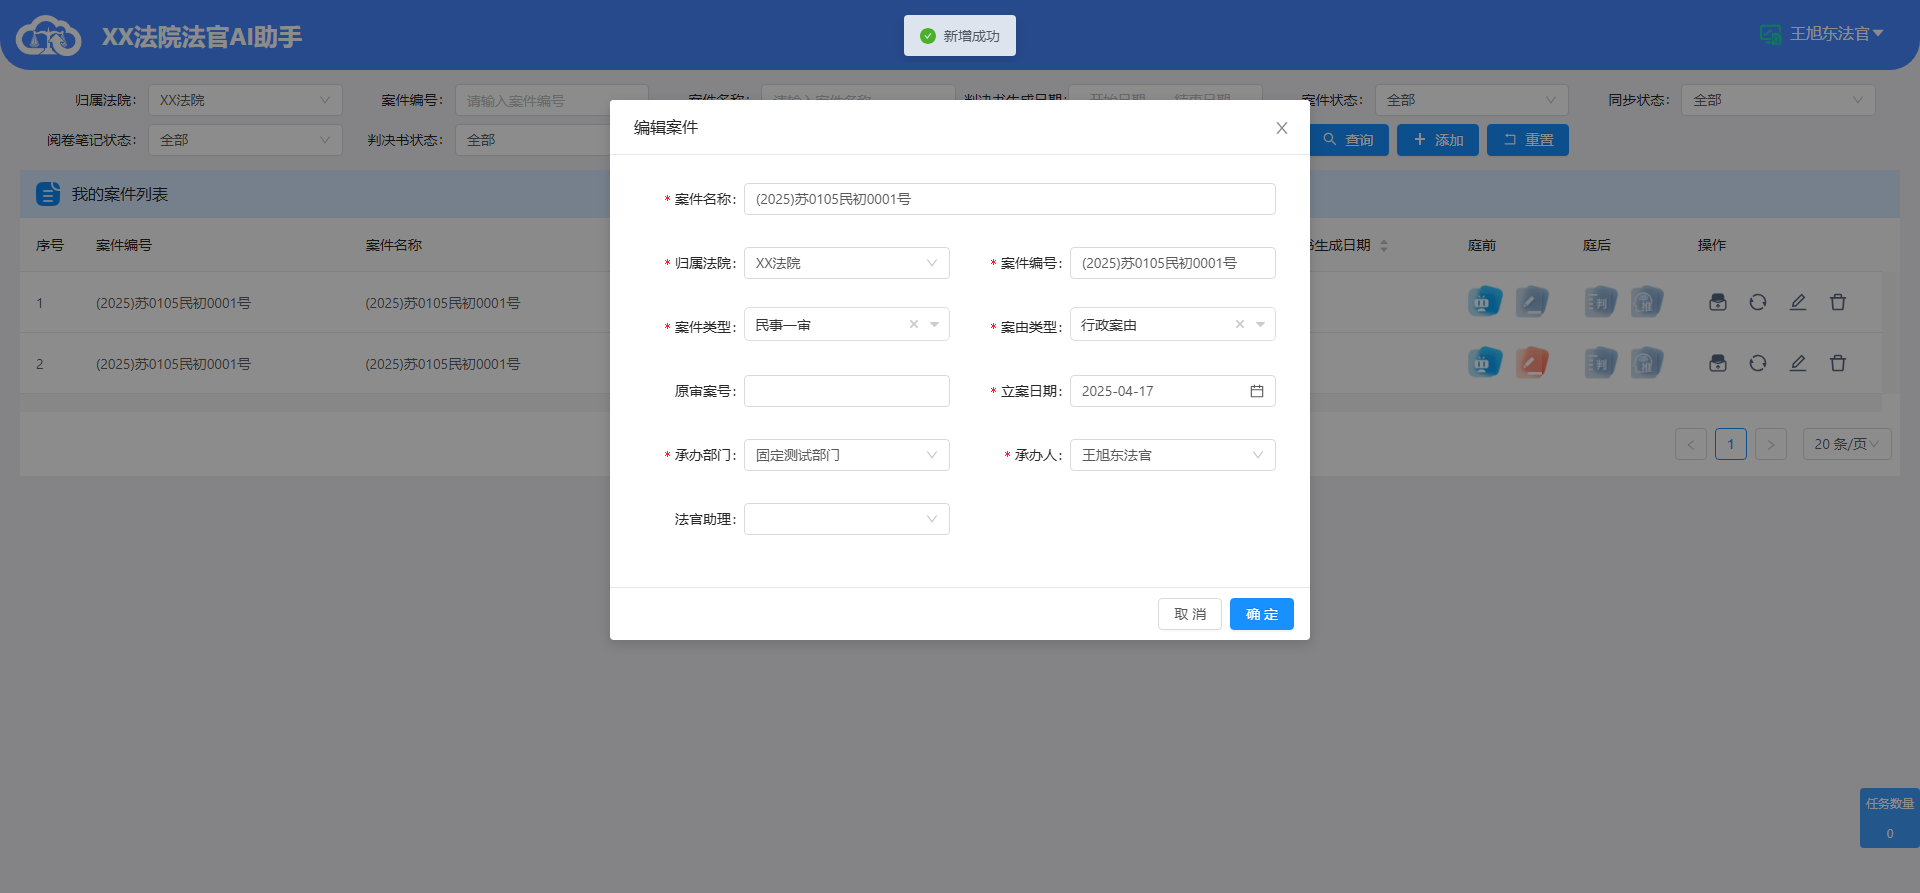 XX法院法官AI助手
新增成功
王旭东法官
归属法院: XX法院
案件编号: 请输入案件编号
案件名称: 请输入案件名称
判决书生成日期: 开始日期 结束日期
案件状态: 全部
同步状态: 全部
阅卷笔记状态: 全部
判决书状态: 全部
查询
添加
重置
我的案件列表
序号 案件编号 案件名称 生成日期 庭前 庭后 操作
1 (2025)苏0105民初0001号 (2025)苏0105民初0001号
2 (2025)苏0105民初0001号 (2025)苏0105民初0001号
< 1 > 20 条/页
编辑案件
* 案件名称: (2025)苏0105民初0001号
* 归属法院: XX法院 * 案件编号: (2025)苏0105民初0001号
* 案件类型: 民事一审 * 案由类型: 行政案由
原审案号: * 立案日期: 2025-04-17
* 承办部门: 固定测试部门 * 承办人: 王旭东法官
法官助理:
取 消 确 定
任务数量
0